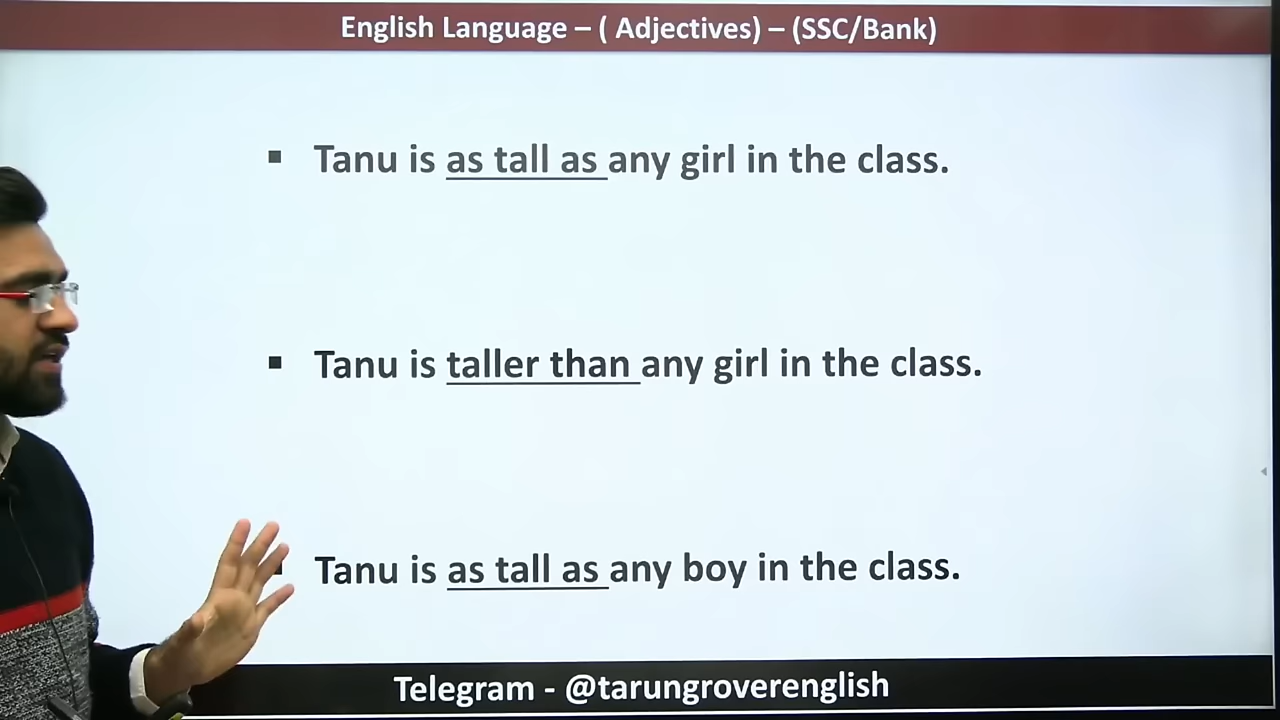 English Language – ( Adjectives) – (SSC/Bank)
▪ Tanu is as tall as any girl in the class.
▪ Tanu is taller than any girl in the class.
▪ Tanu is as tall as any boy in the class.
Telegram - @tarungroverenglish